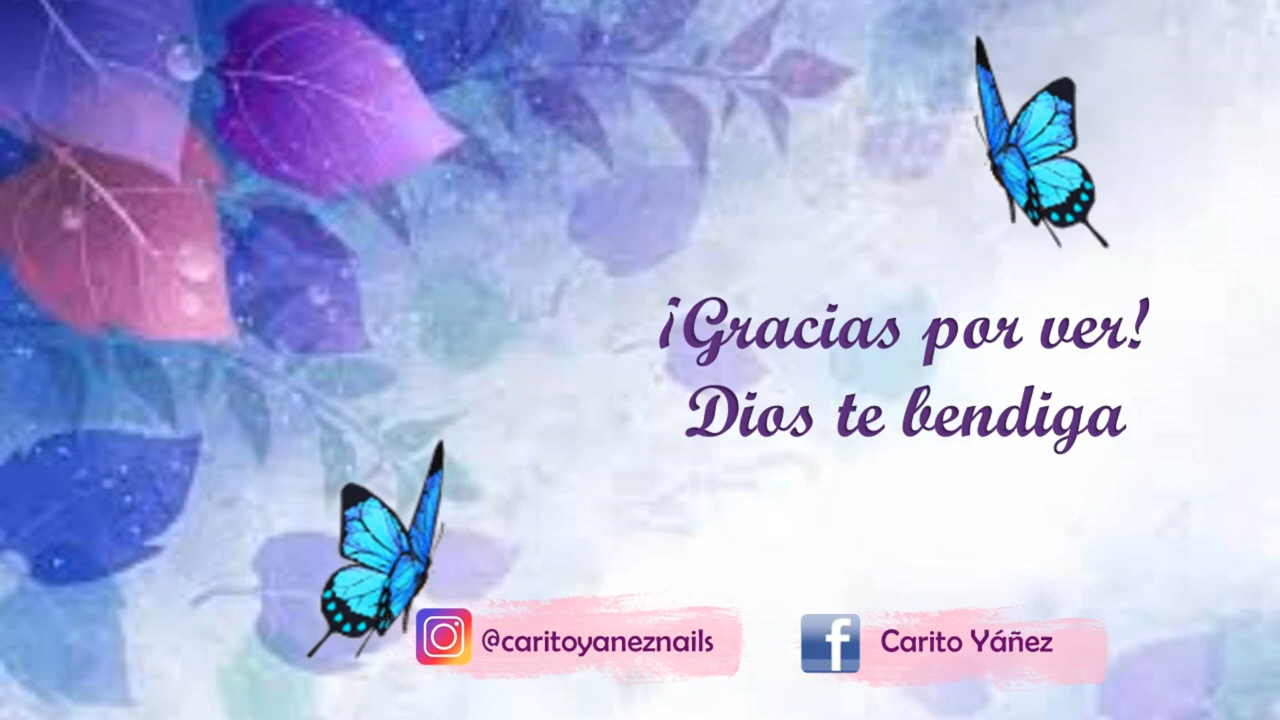 ¡Gracias por ver!
Dios te bendiga
@caritoyaneznails
Carito Yáñez